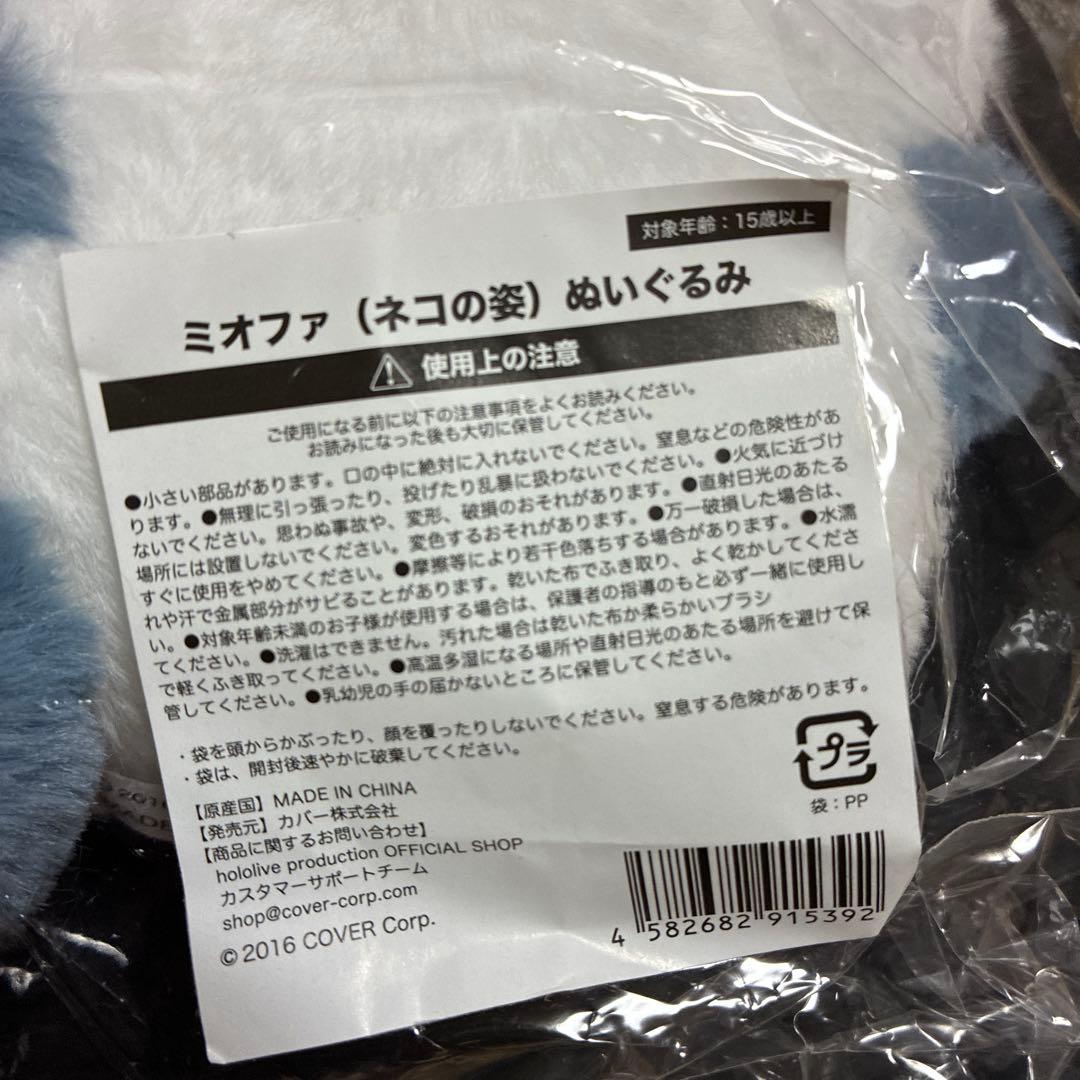 対象年齢：15歳以上
ミオファ（ネコの姿）ぬいぐるみ
使用上の注意
ご使用になる前に以下の注意事項をよくお読みください。
お読みになった後も大切に保管してください。
●小さい部品があります。口の中に絶対に入れないでください。窒息などの危険性があ
ります。●無理に引っ張ったり、投げたり乱暴に扱わないでください。●火気に近づけ
ないでください。思わぬ事故や、変形、破損のおそれがあります。●直射日光のあたる
場所には設置しないでください。変色するおそれがあります。●万一破損した場合は、
すぐに使用をやめてください。●摩擦等により若干色落ちする場合があります。●水濡
れや汗で金属部分がサビることがあります。乾いた布でふき取り、よく乾かしてくださ
い。●対象年齢未満のお子様が使用する場合は、保護者の指導のもと必ず一緒に使用し
てください。●洗濯はできません。汚れた場合は乾いた布か柔らかいブラシ
で軽くふき取ってください。●高温多湿になる場所や直射日光のあたる場所を避けて保
管してください。●乳幼児の手の届かないところに保管してください。
・袋を頭からかぶったり、顔を覆ったりしないでください。窒息する危険があります。
・袋は、開封後速やかに破棄してください。
プラ
袋：PP
【原産国】MADE IN CHINA
【発売元】カバー株式会社
【商品に関するお問い合わせ】
hololive production OFFICIAL SHOP
カスタマーサポートチーム
shop@cover-corp.com
© 2016 COVER Corp.
4 582682 915392